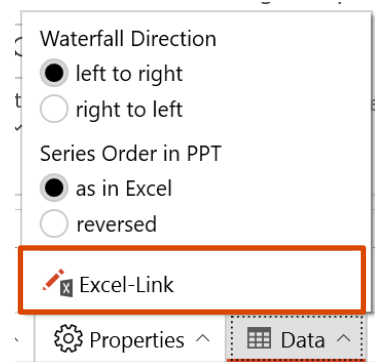 Waterfall Direction
left to right
right to left
Series Order in PPT
as in Excel
reversed
Excel-Link
Properties Data